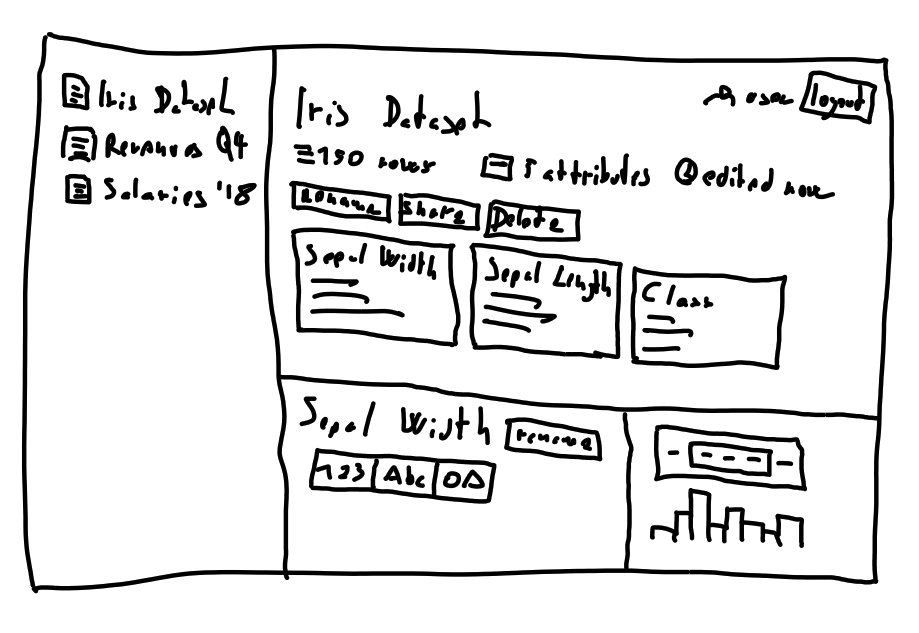 Iris Dataset
Revenues Q4
Salaries '18
user logout
Iris Dataset
150 rows 5 attributes edited now
Rename Share Delete
Sepal Width
Sepal Length
Class
Sepal Width rename
123 Abc